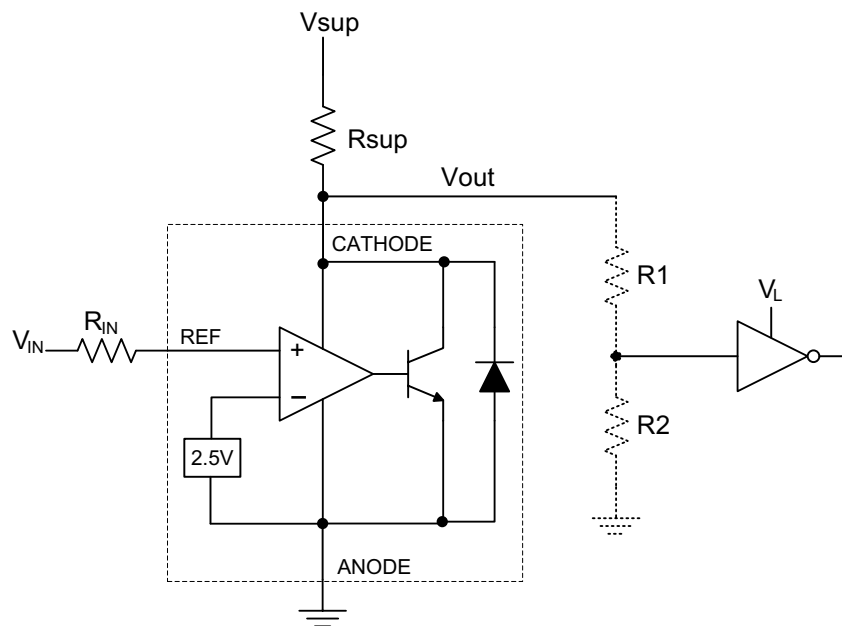 Vsup
Rsup
Vout
CATHODE
R1
VL
RIN
VIN
REF
+
−
2.5V
R2
ANODE